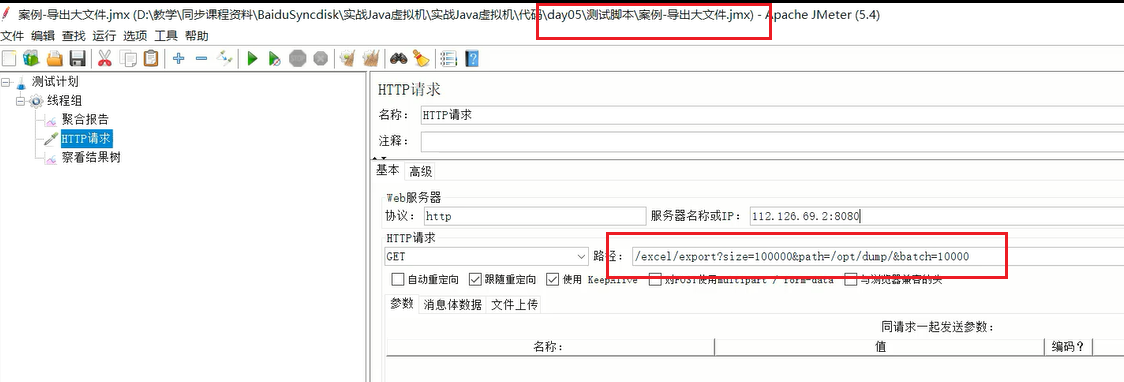 案例-导出大文件.jmx (D:\教学\同步课程资料\BaiduSyncdisk\实战Java虚拟机\实战Java虚拟机\代码\day05\测试脚本\案例-导出大文件.jmx) - Apache JMeter (5.4)
文件 编辑 查找 运行 选项 工具 帮助
测试计划
线程组
聚合报告
HTTP请求
察看结果树
HTTP请求
名称： HTTP请求
注释：
基本 高级
Web服务器
协议： http 服务器名称或IP： 112.126.69.2:8080
HTTP请求
GET 路径： /excel/export?size=100000&path=/opt/dump/&batch=10000
自动重定向 跟随重定向 使用 KeepAlive 对POST使用multipart / form-data 与浏览器兼容的头
参数 消息体数据 文件上传
同请求一起发送参数：
名称： 值 编码？